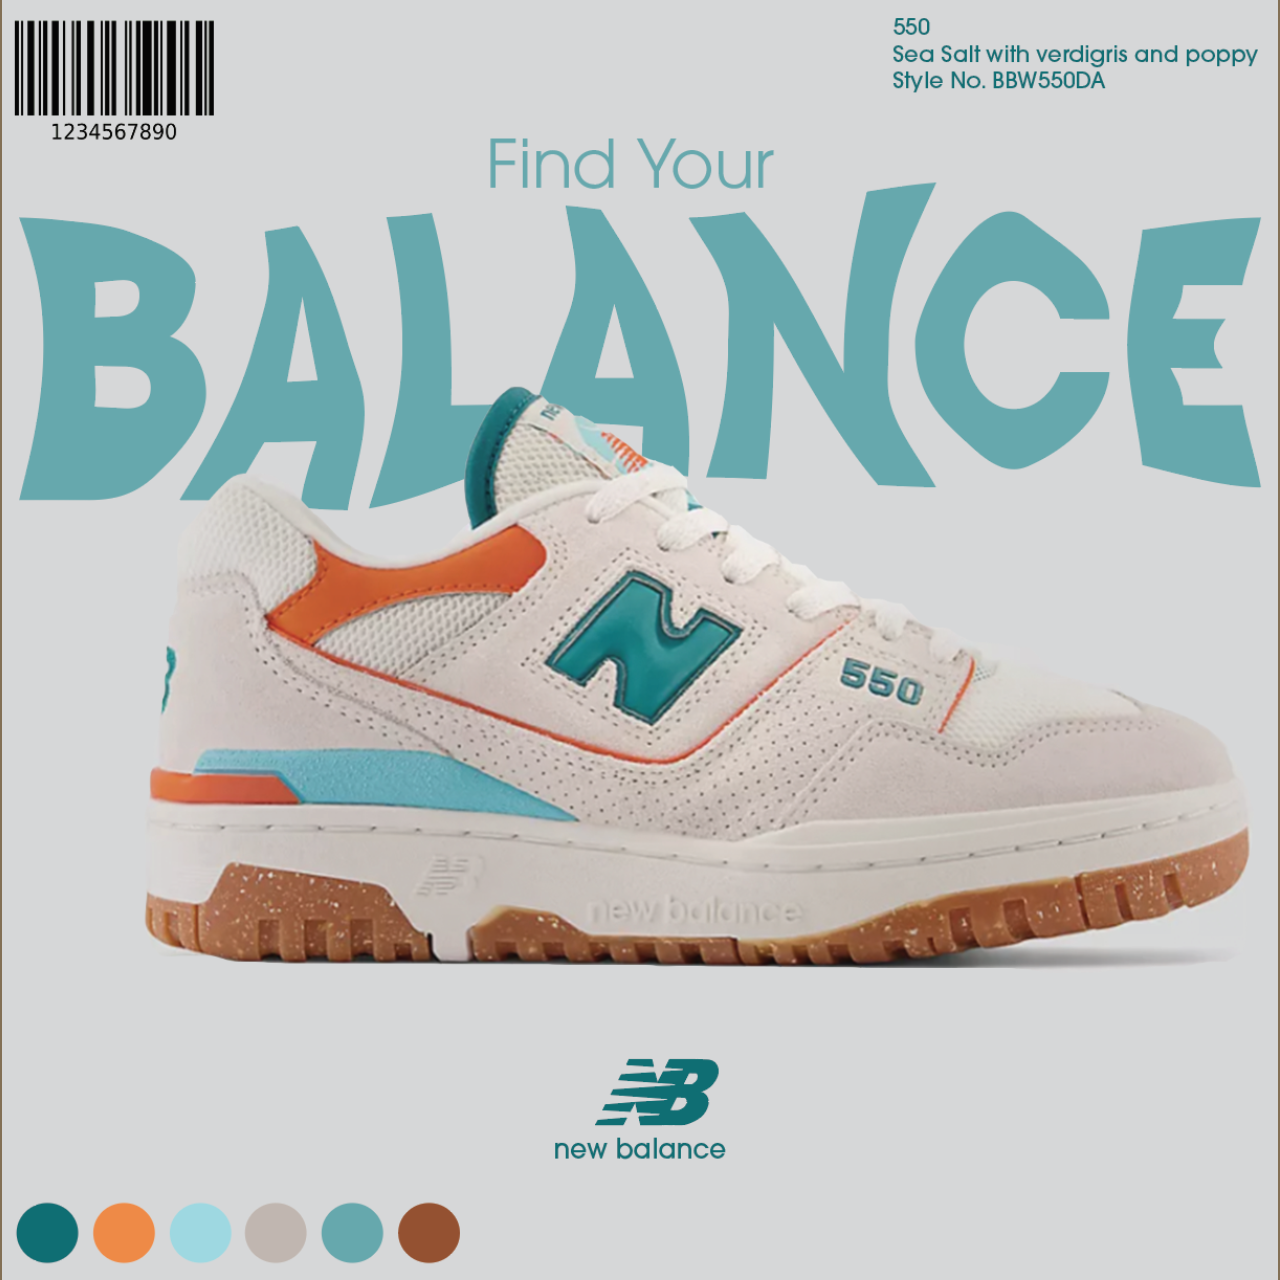 1234567890
550
Sea Salt with verdigris and poppy
Style No. BBW550DA
Find Your
BALANCE
N
550
new balance
NB
new balance